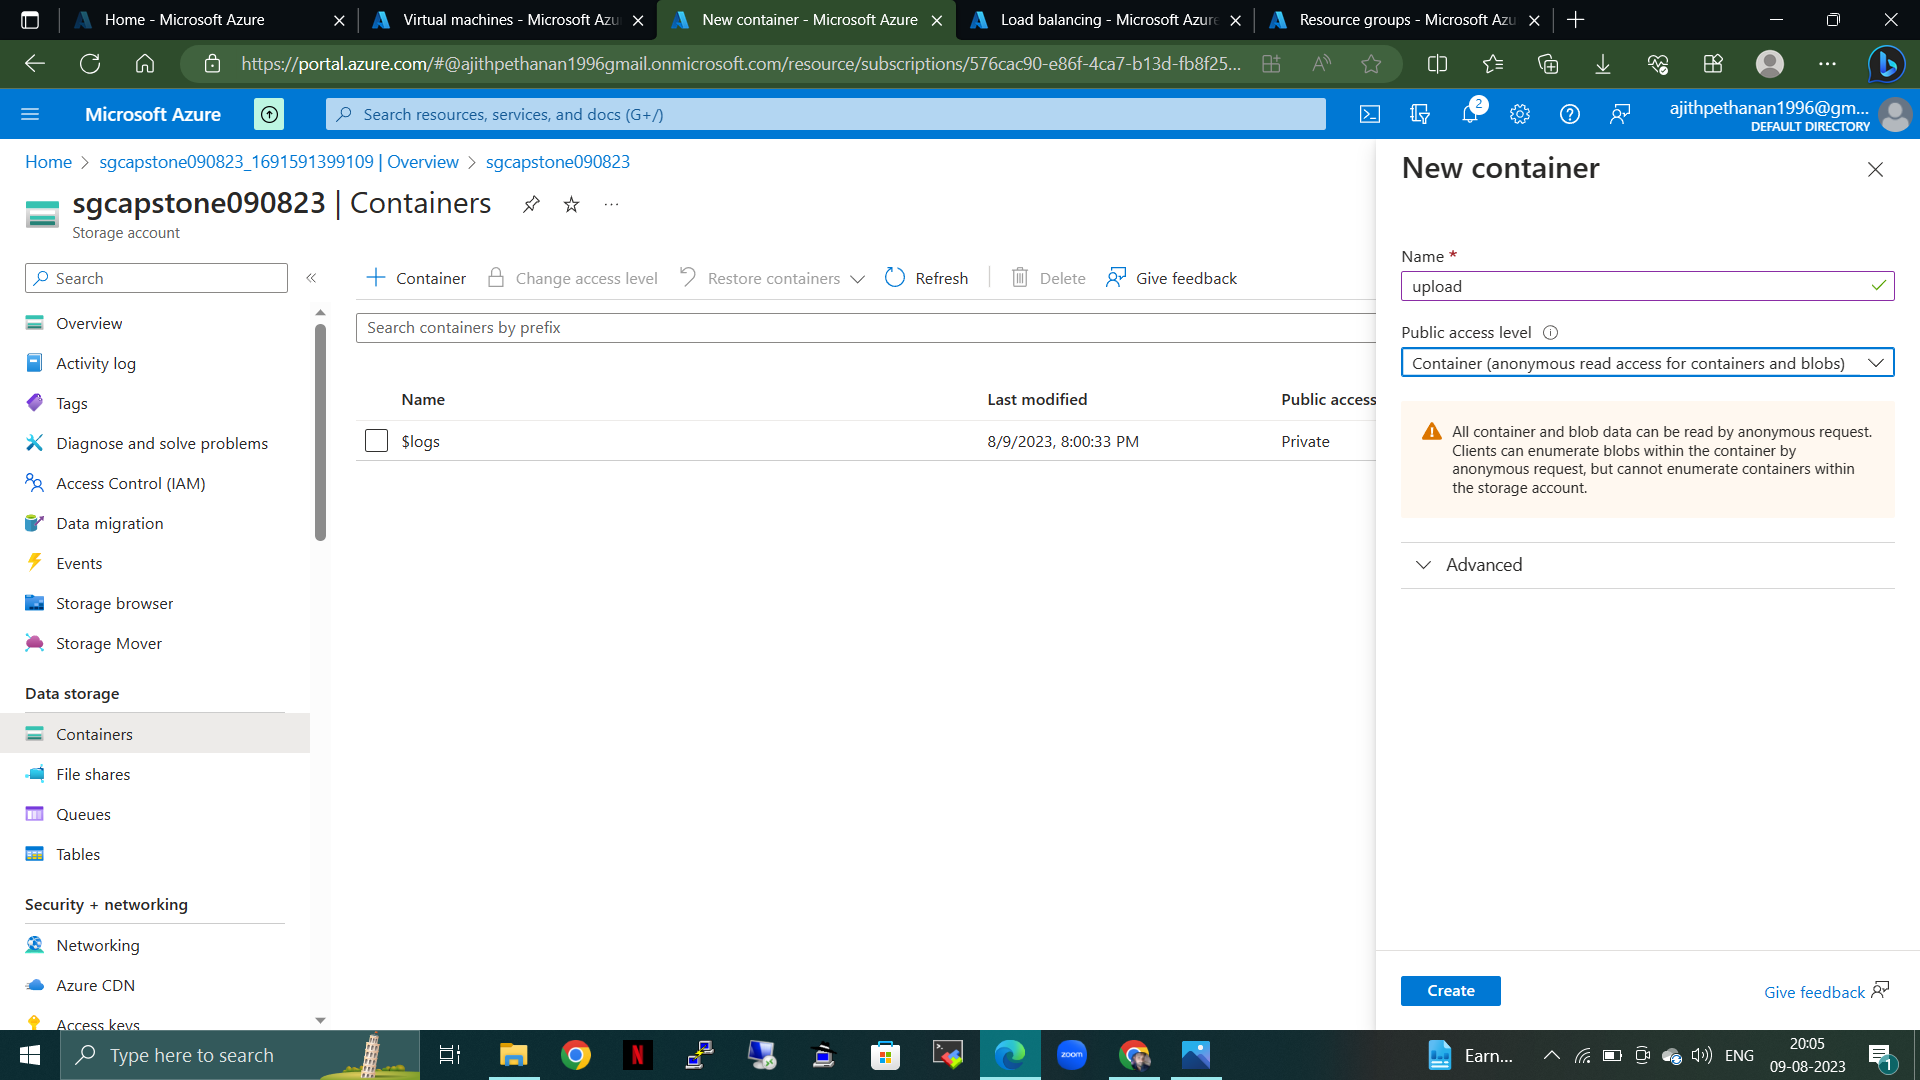 Home - Microsoft Azure
Virtual machines - Microsoft Azu
New container - Microsoft Azure
Load balancing - Microsoft Azure
Resource groups - Microsoft Azu
https://portal.azure.com/#@ajithpethanan1996gmail.onmicrosoft.com/resource/subscriptions/576cac90-e86f-4ca7-b13d-fb8f25...
Microsoft Azure
Search resources, services, and docs (G+/)
2
ajithpethanan1996@gm...
DEFAULT DIRECTORY
Home > sgcapstone090823_1691591399109 | Overview > sgcapstone090823
sgcapstone090823 | Containers
Storage account
Search
Overview
Activity log
Tags
Diagnose and solve problems
Access Control (IAM)
Data migration
Events
Storage browser
Storage Mover
Data storage
Containers
File shares
Queues
Tables
Security + networking
Networking
Azure CDN
Access keys
Container
Change access level
Restore containers
Refresh
Delete
Give feedback
Search containers by prefix
Name Last modified Public access
$logs 8/9/2023, 8:00:33 PM Private
New container
Name *
upload
Public access level
Container (anonymous read access for containers and blobs)
All container and blob data can be read by anonymous request.
Clients can enumerate blobs within the container by
anonymous request, but cannot enumerate containers within
the storage account.
Advanced
Create
Give feedback
Type here to search
N
zoom
Earn...
ENG
20:05
09-08-2023
1